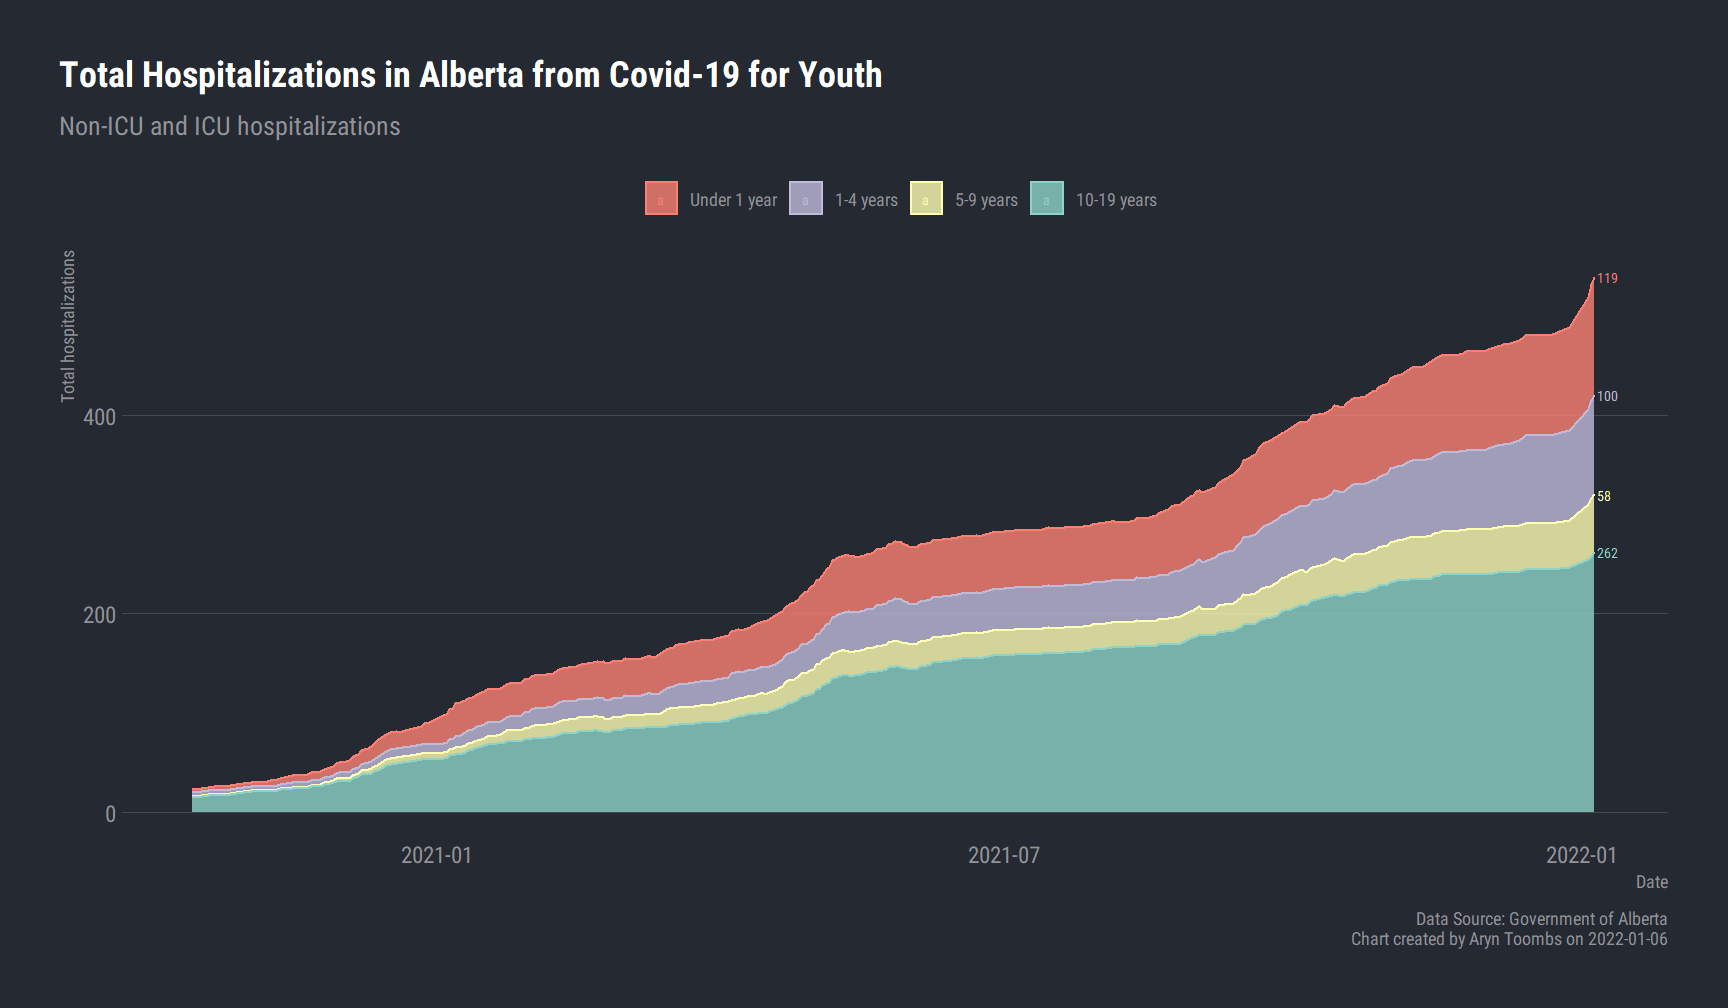 Total Hospitalizations in Alberta from Covid-19 for Youth
Non-ICU and ICU hospitalizations
a Under 1 year a 1-4 years a 5-9 years a 10-19 years
Total hospitalizations
119
100
400
58
262
200
0
2021-01 2021-07 2022-01
Date
Data Source: Government of Alberta
Chart created by Aryn Toombs on 2022-01-06